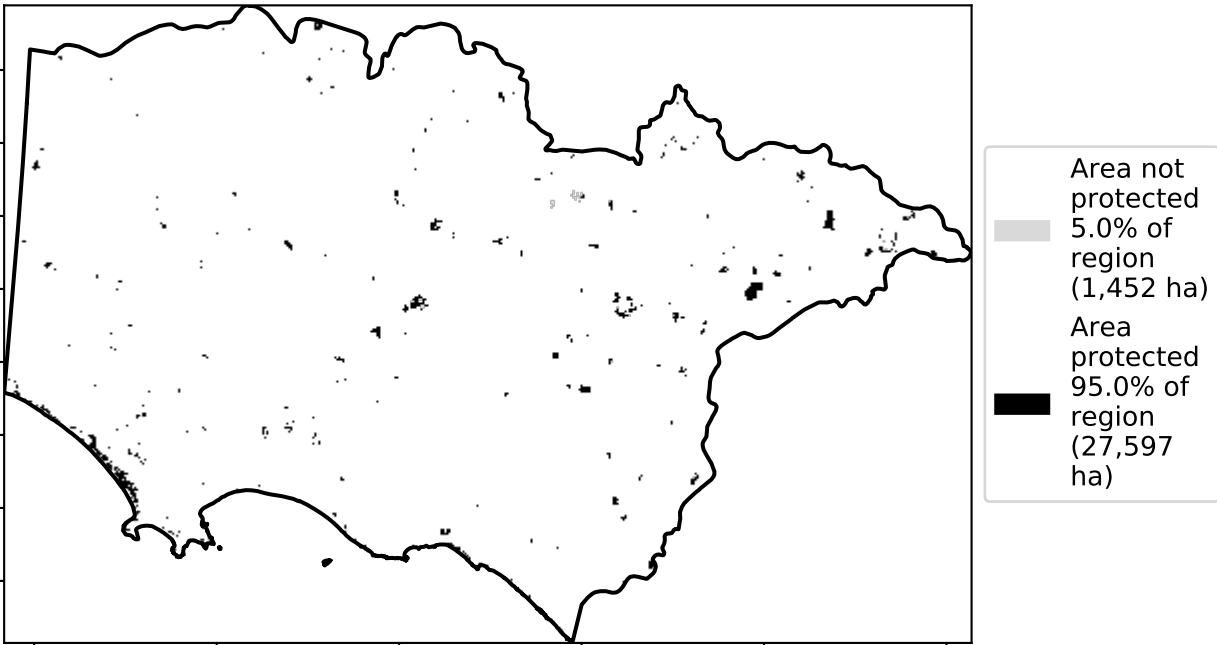 Area not
protected
5.0% of
region
(1,452 ha)
Area
protected
95.0% of
region
(27,597
ha)